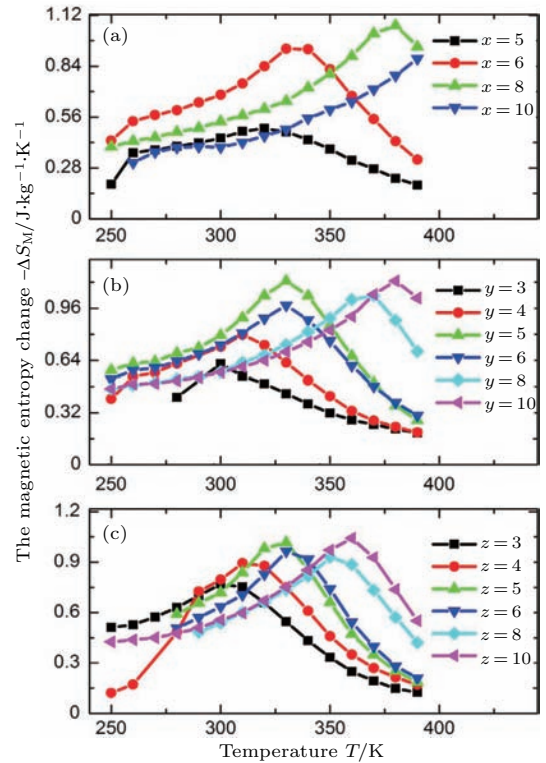 The magnetic entropy change −ΔS_M/J·kg⁻¹·K⁻¹
(a)
1.12
0.84
0.56
0.28
0
x = 5
x = 6
x = 8
x = 10
250 300 350 400
(b)
0.96
0.64
0.32
0
y = 3
y = 4
y = 5
y = 6
y = 8
y = 10
250 300 350 400
(c)
1.2
0.9
0.6
0.3
0
z = 3
z = 4
z = 5
z = 6
z = 8
z = 10
250 300 350 400
Temperature T/K